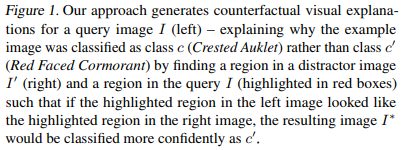 Figure 1. Our approach generates counterfactual visual explana-
tions for a query image I (left) – explaining why the example
image was classified as class c (Crested Auklet) rather than class c′
(Red Faced Cormorant) by finding a region in a distractor image
I′ (right) and a region in the query I (highlighted in red boxes)
such that if the highlighted region in the left image looked like
the highlighted region in the right image, the resulting image I*
would be classified more confidently as c′.